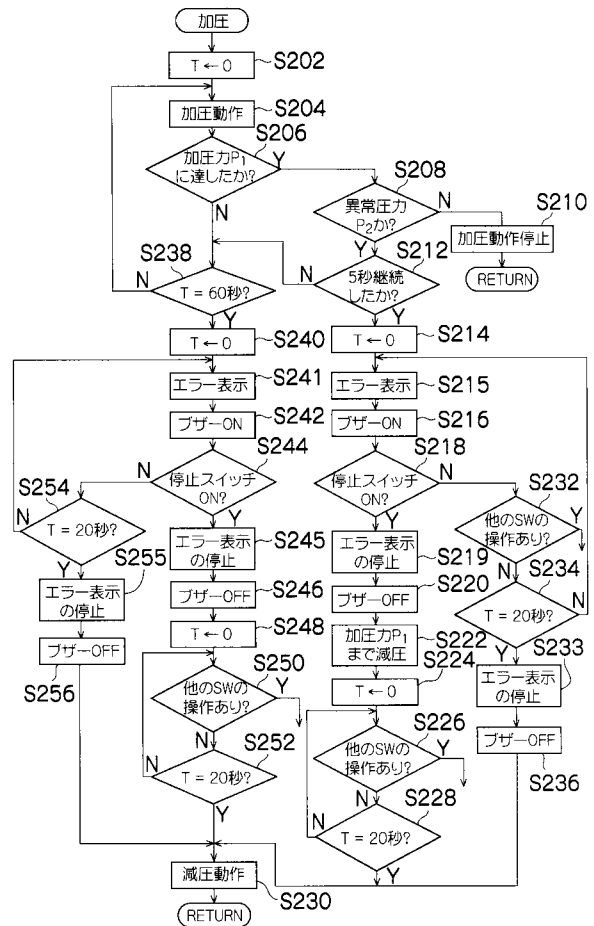 加圧
T←0
S202
加圧動作
S204
S206
加圧力P₁
に達したか?
Y
N
S208
異常圧力
P₂か?
N
Y
S210
加圧動作停止
RETURN
S212
5秒継続
したか?
N
Y
S238
T=60秒?
N
Y
T←0
S240
T←0
S214
エラー表示
S241
エラー表示
S215
ブザーON
S242
ブザーON
S216
S244
停止スイッチ
ON?
N
Y
S218
停止スイッチ
ON?
N
Y
S254
T=20秒?
N
Y
S232
他のSWの
操作あり?
Y
N
S255
エラー表示
の停止
エラー表示
の停止
S245
エラー表示
の停止
S219
S234
T=20秒?
N
Y
ブザーOFF
S256
ブザーOFF
S246
ブザーOFF
S220
S233
エラー表示
の停止
T←0
S248
加圧力P₁
まで減圧
S222
T←0
S224
ブザーOFF
S236
S250
他のSWの
操作あり?
Y
N
S226
他のSWの
操作あり?
Y
N
S252
T=20秒?
N
Y
S228
T=20秒?
N
Y
減圧動作
S230
RETURN